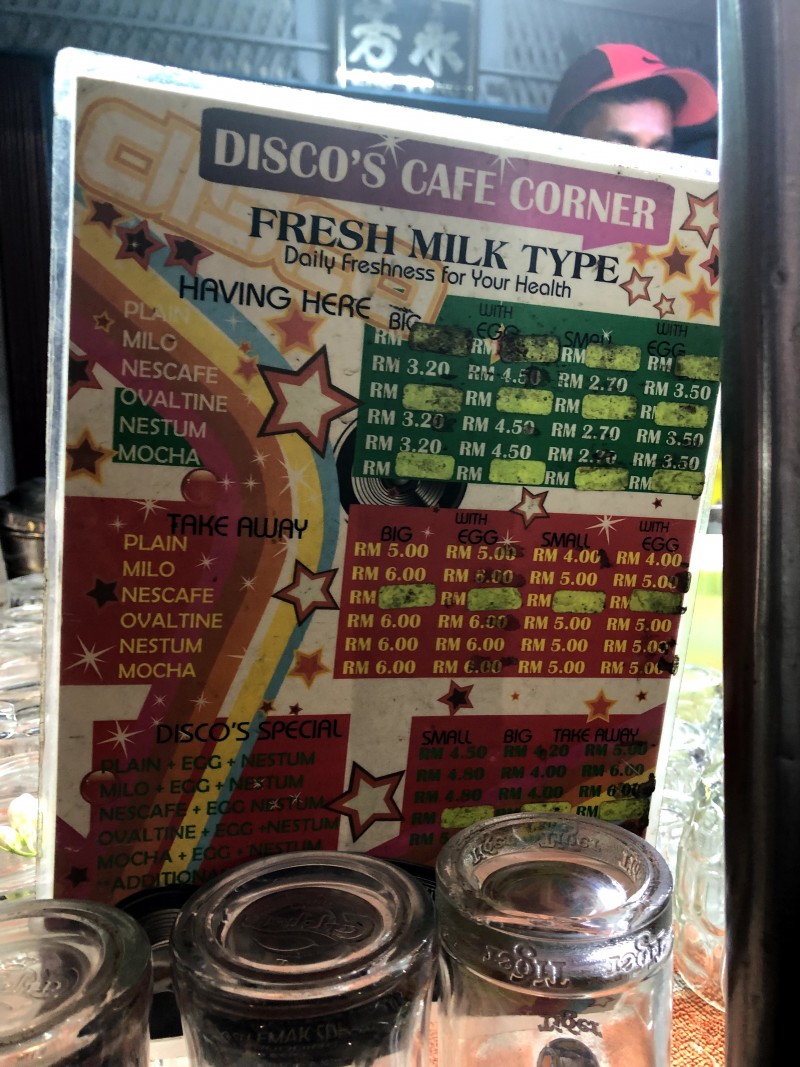 DISCO'S CAFE CORNER
FRESH MILK TYPE
Daily Freshness for Your Health
HAVING HERE BIG WITH EGG SMALL WITH EGG
PLAIN RM RM RM RM
MILO RM 3.20 RM 4.50 RM 2.70 RM 3.50
NESCAFE RM RM RM RM
OVALTINE RM 3.20 RM 4.50 RM 2.70 RM 3.50
NESTUM RM 3.20 RM 4.50 RM RM 3.50
MOCHA RM RM RM RM
TAKE AWAY BIG WITH EGG SMALL WITH EGG
PLAIN RM 5.00 RM 5.00 RM 4.00 RM 4.00
MILO RM 6.00 RM 6.00 RM 5.00 RM 5.00
NESCAFE RM RM RM RM
OVALTINE RM 6.00 RM 6.00 RM 5.00 RM 5.00
NESTUM RM 6.00 RM 6.00 RM 5.00 RM 5.00
MOCHA RM 6.00 RM 6.00 RM 5.00 RM 5.00
DISCO'S SPECIAL SMALL BIG TAKE AWAY
PLAIN + EGG + NESTUM RM 4.50 RM 4.20 RM 5.00
MILO + EGG + NESTUM RM 4.80 RM 4.00 RM 6.00
NESCAFE + EGG NESTUM RM 4.80 RM 4.00 RM 6.00
OVALTINE + EGG +NESTUM RM
MOCHA + EGG + NESTUM RM
**ADDITIONA
Tiger
Tiger